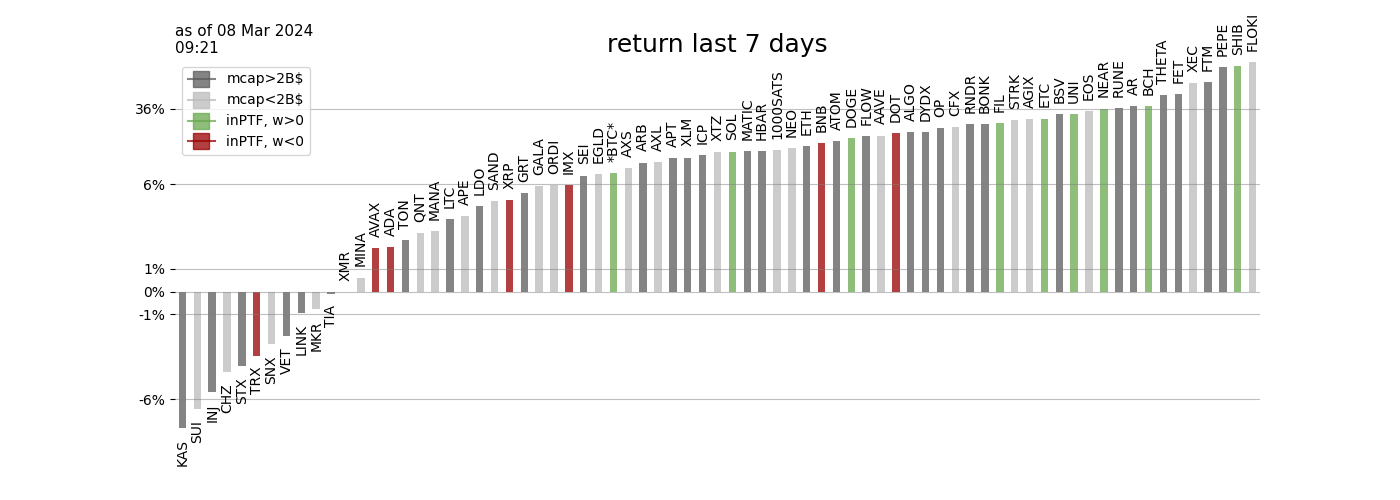 as of 08 Mar 2024
09:21
return last 7 days
mcap>2B$
mcap<2B$
inPTF, w>0
inPTF, w<0
36%
6%
1%
0%
-1%
-6%
KAS
SUI
INJ
CHZ
STX
TRX
SNX
VET
LINK
MKR
TIA
XMR
MINA
AVAX
ADA
TON
QNT
MANA
LTC
APE
LDO
SAND
XRP
GRT
GALA
ORDI
IMX
SEI
EGLD
*BTC*
AXS
ARB
AXL
APT
XLM
ICP
XTZ
SOL
MATIC
HBAR
1000SATS
NEO
ETH
BNB
ATOM
DOGE
FLOW
AAVE
DOT
ALGO
DYDX
OP
CFX
RNDR
BONK
FIL
STRK
AGIX
ETC
BSV
UNI
EOS
NEAR
RUNE
AR
BCH
THETA
FET
XEC
FTM
PEPE
SHIB
FLOKI